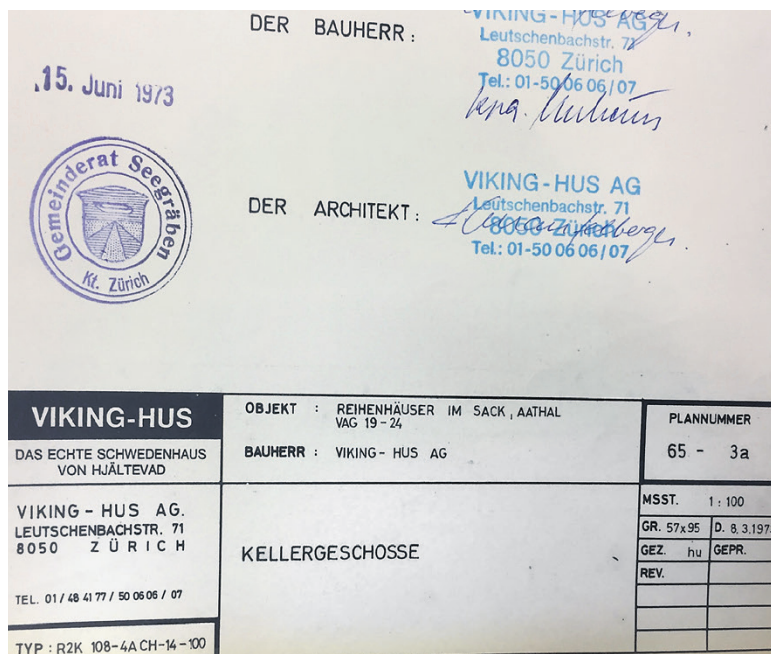 DER BAUHERR :
VIKING-HUS AG
Leutschenbachstr. 71
8050 Zürich
Tel.: 01-50 06 06 / 07
15. Juni 1973
Gemeinderat Seegräben
Kt. Zürich
DER ARCHITEKT :
VIKING-HUS AG
Leutschenbachstr. 71
8050 Zürich
Tel.: 01-50 06 06 / 07
VIKING-HUS
DAS ECHTE SCHWEDENHAUS
VON HJÄLTEVAD
VIKING - HUS AG.
LEUTSCHENBACHSTR. 71
8050 ZÜRICH
TEL. 01 / 48 41 77 / 50 06 06 / 07
TYP : R2K 108-4A CH-14-100
OBJEKT : REIHENHÄUSER IM SACK, AATHAL
VAG 19-24
BAUHERR : VIKING- HUS AG
KELLERGESCHOSSE
PLANNUMMER
65 - 3a
MSST. 1 : 100
GR. 57x95 D. 8.3.197
GEZ. hu GEPR.
REV.